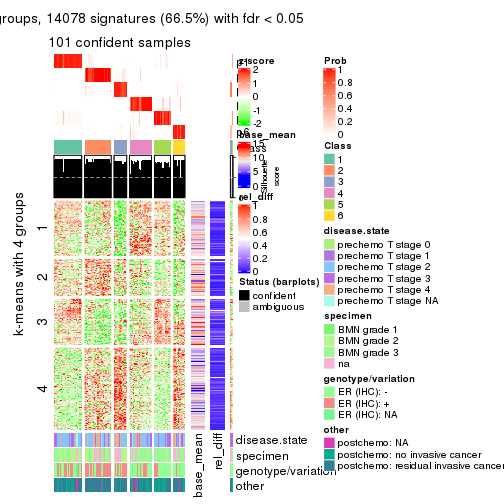 groups, 14078 signatures (66.5%) with fdr < 0.05
101 confident samples
z-score
2
1
0
-1
-2
base_mean
15
10
5
0
rel_diff
1
0.8
0.6
0.4
0.2
0
Status (barplots)
confident
ambiguous
Silhouette
score
p6
Prob
1
0.8
0.6
0.4
0.2
0
Class
1
2
3
4
5
6
disease.state
prechemo T stage 0
prechemo T stage 1
prechemo T stage 2
prechemo T stage 3
prechemo T stage 4
prechemo T stage NA
specimen
BMN grade 1
BMN grade 2
BMN grade 3
na
genotype/variation
ER (IHC): -
ER (IHC): +
ER (IHC): NA
other
postchemo: NA
postchemo: no invasive cancer
postchemo: residual invasive cancer
k-means with 4 groups
1
2
3
4
base_mean
rel_diff
disease.state
specimen
genotype/variation
other